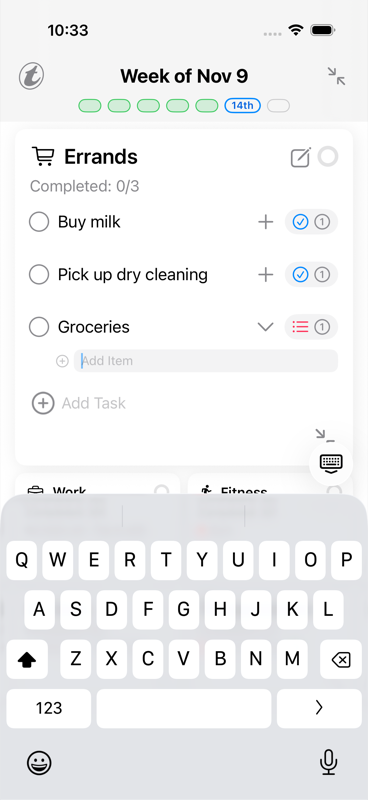 10:33
Week of Nov 9
14th
Errands
Completed: 0/3
Buy milk
1
Pick up dry cleaning
1
Groceries
1
Add Item
Add Task
Work
Fitness
Q W E R T Y U I O P
A S D F G H J K L
Z X C V B N M
123